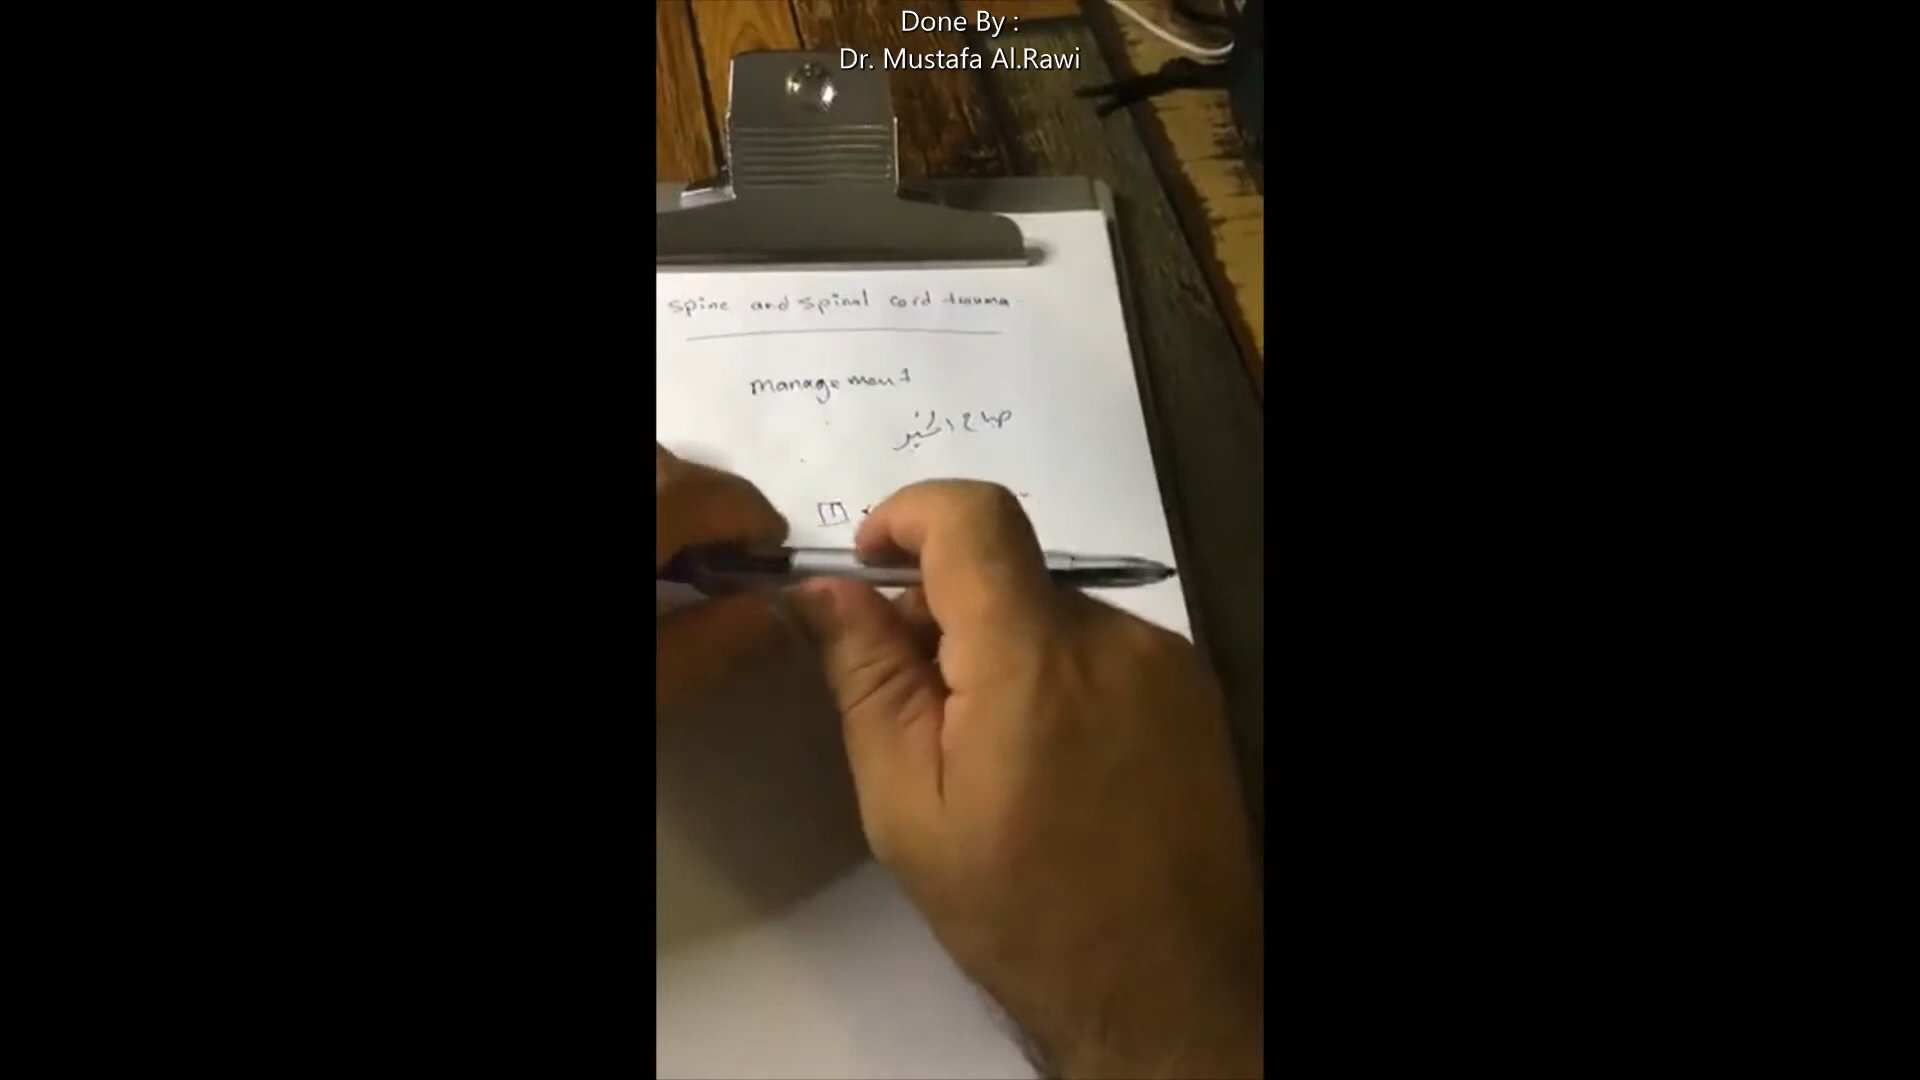 Done By :
Dr. Mustafa Al.Rawi
spine and spinal cord trauma
management
صباح الخير